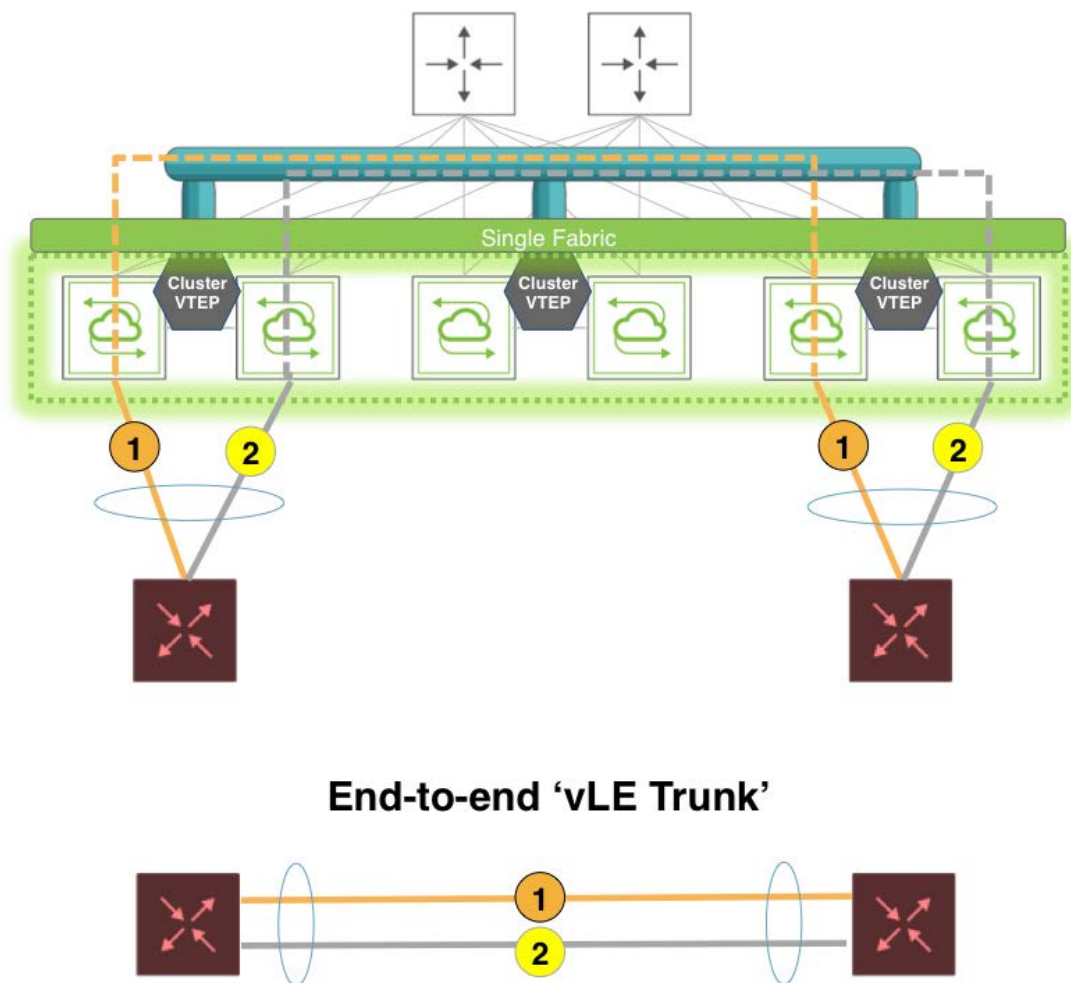 Single Fabric
Cluster
VTEP
Cluster
VTEP
Cluster
VTEP
1
2
1
2
End-to-end ‘vLE Trunk’
1
2